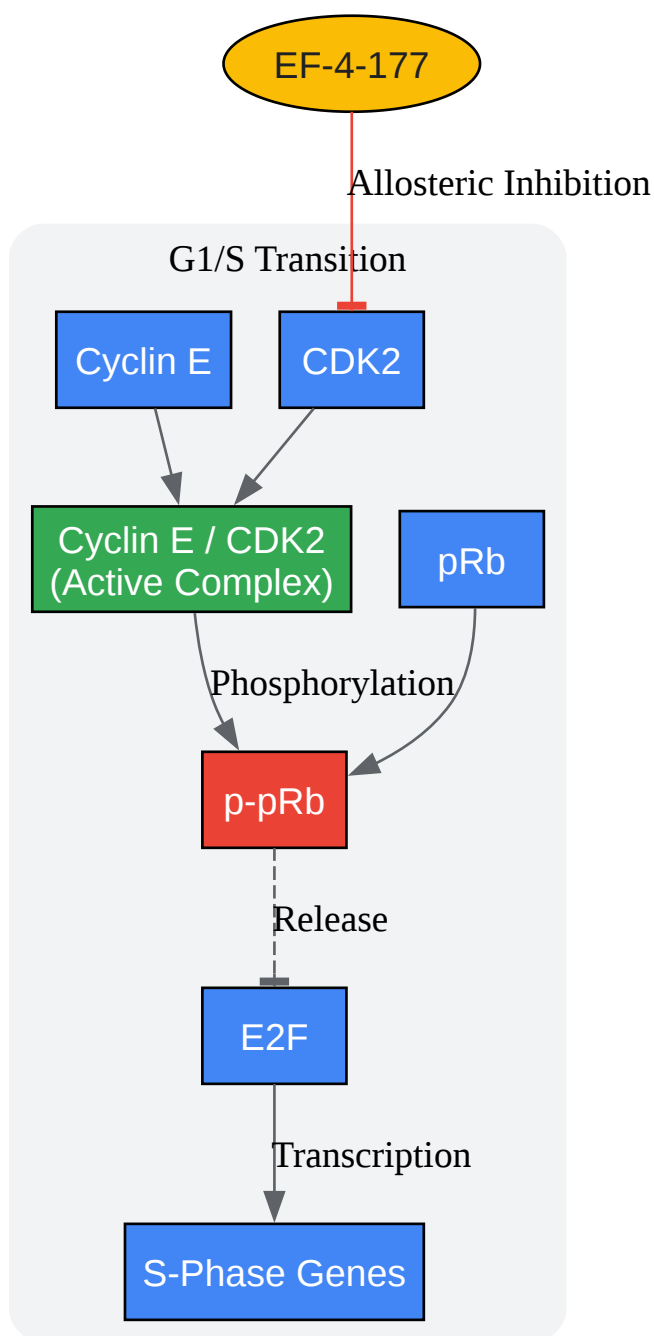 EF-4-177
Allosteric Inhibition
G1/S Transition
Cyclin E
CDK2
Cyclin E / CDK2
(Active Complex)
pRb
Phosphorylation
p-pRb
Release
E2F
Transcription
S-Phase Genes